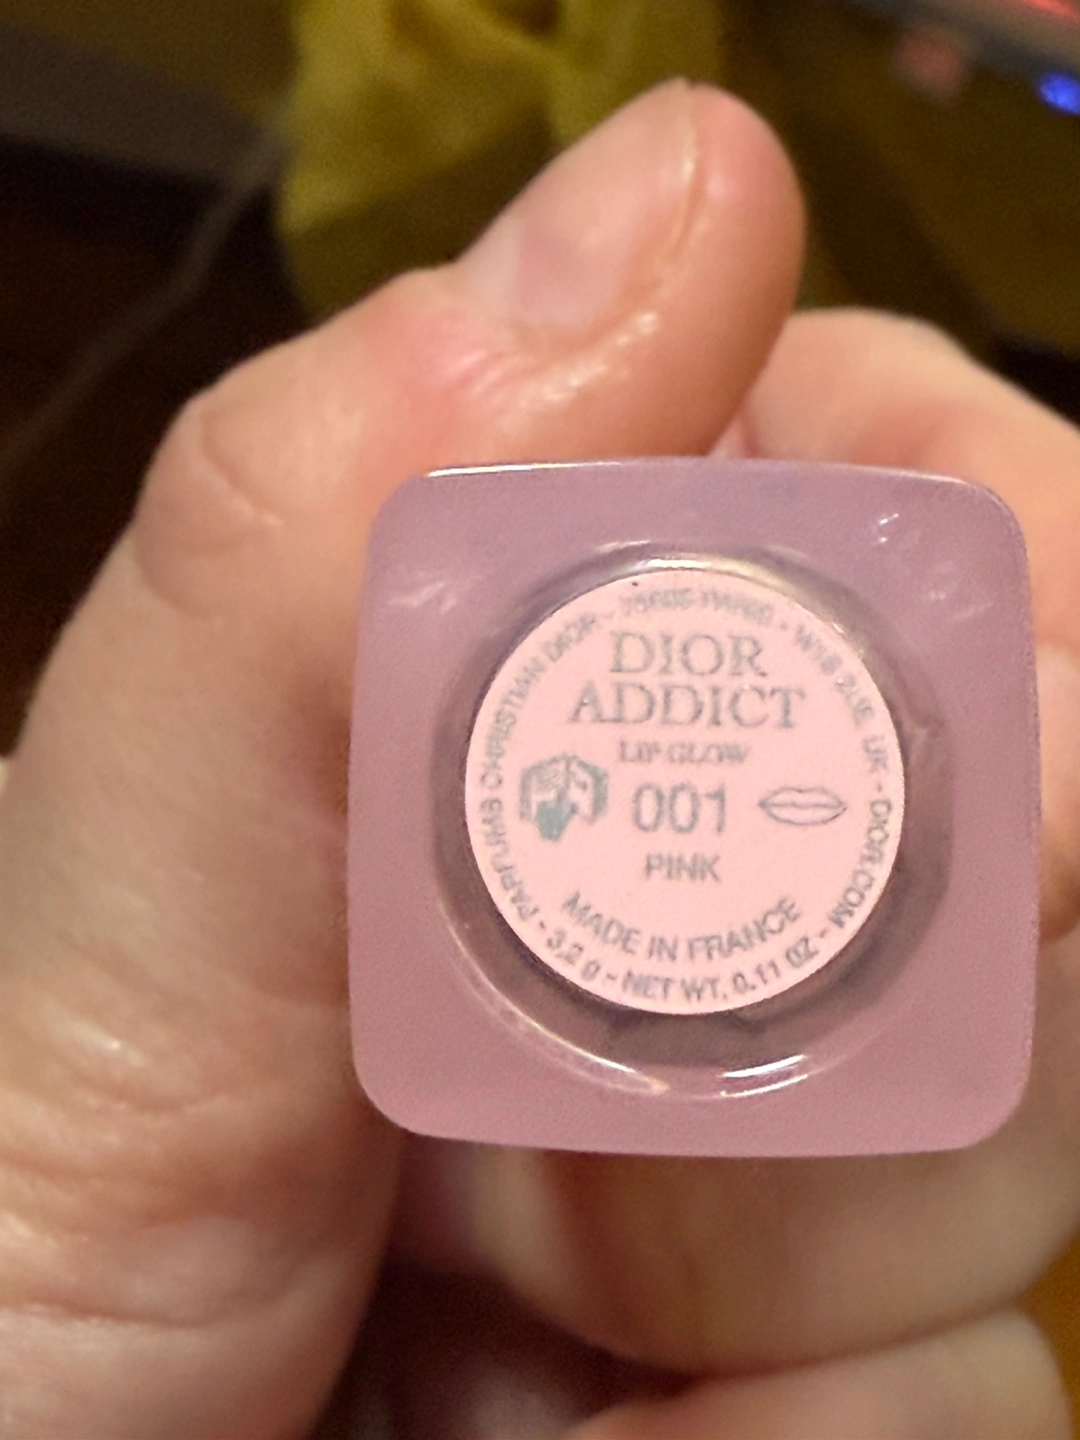 DIOR
ADDICT
LIP GLOW
001
PINK
MADE IN FRANCE
PARFUMS CHRISTIAN DIOR - 75008 PARIS - W1S 2UE, UK - DIOR.COM
- 3.2 g - NET WT. 0.11 OZ -